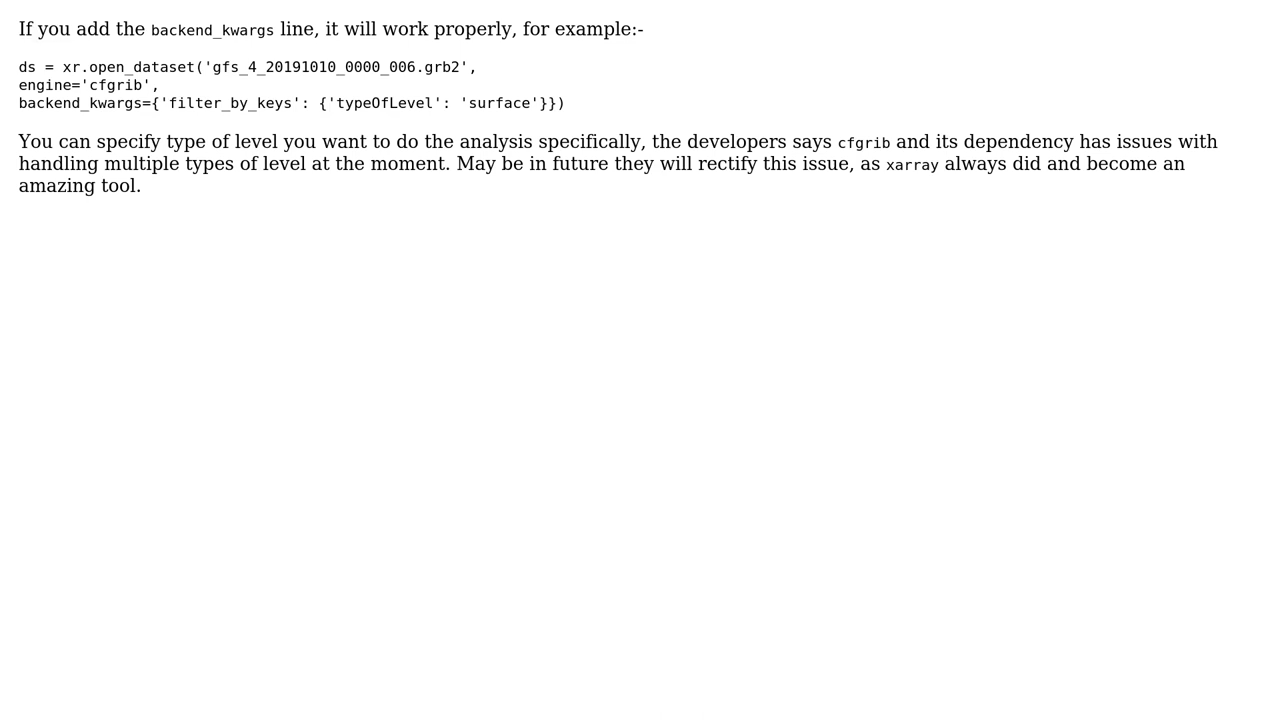 If you add the backend_kwargs line, it will work properly, for example:-
ds = xr.open_dataset('gfs_4_20191010_0000_006.grb2',
engine='cfgrib',
backend_kwargs={'filter_by_keys': {'typeOfLevel': 'surface'}})
You can specify type of level you want to do the analysis specifically, the developers says cfgrib and its dependency has issues with
handling multiple types of level at the moment. May be in future they will rectify this issue, as xarray always did and become an
amazing tool.